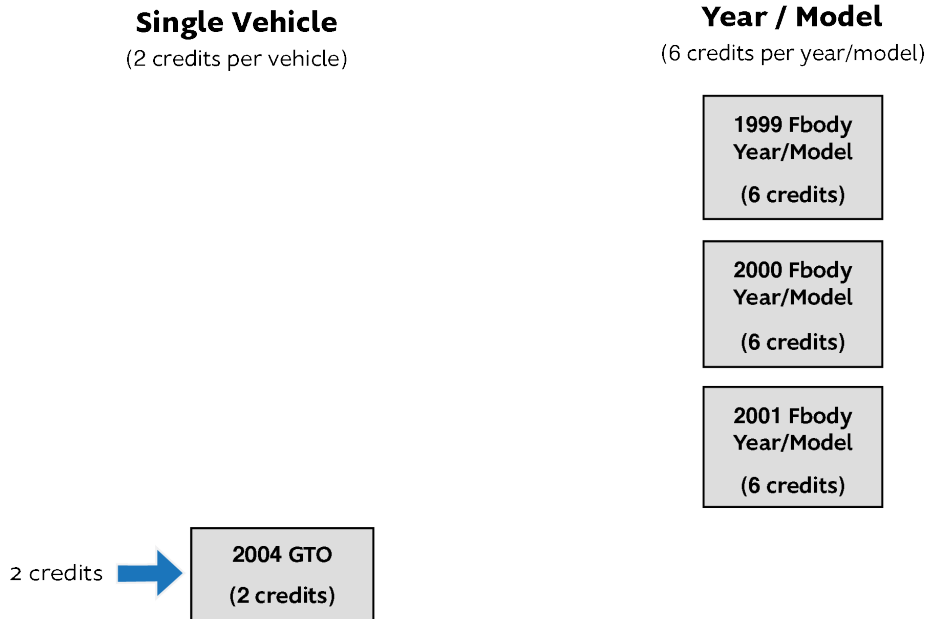 Single Vehicle
(2 credits per vehicle)
Year / Model
(6 credits per year/model)
1999 Fbody
Year/Model
(6 credits)
2000 Fbody
Year/Model
(6 credits)
2001 Fbody
Year/Model
(6 credits)
2 credits
2004 GTO
(2 credits)